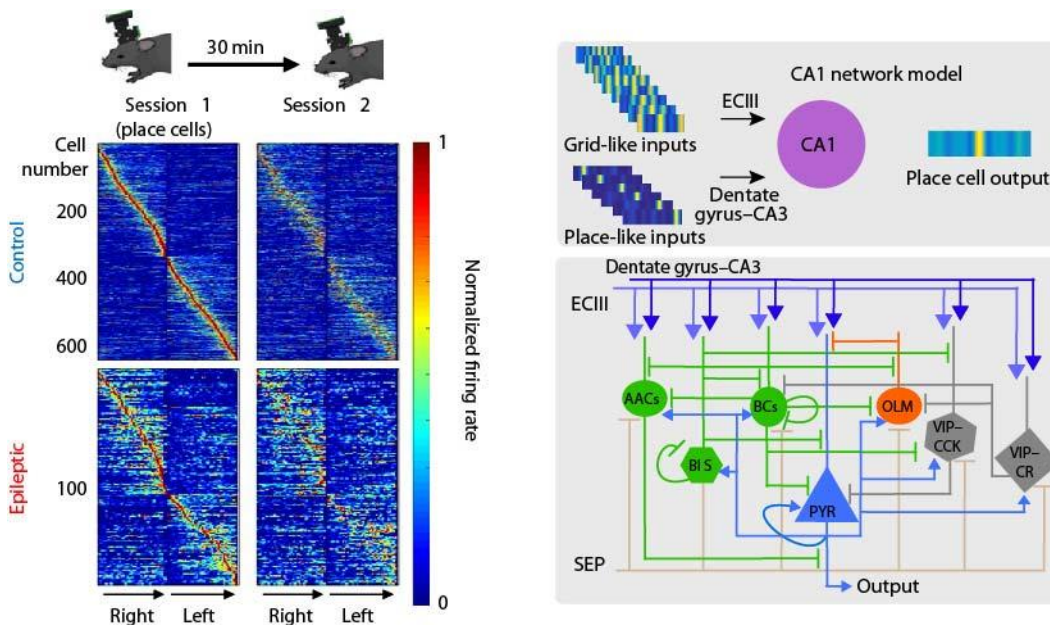 30 min
Session 1
(place cells)
Session 2
Cell
number
200
400
600
100
Control
Epileptic
Right
Left
Right
Left
1
0
Normalized firing rate
CA1 network model
ECIII
CA1
Grid-like inputs
Dentate
gyrus–CA3
Place-like inputs
Place cell output
Dentate gyrus–CA3
ECIII
AACs
BCs
OLM
VIP–
CCK
VIP–
CR
BIS
PYR
SEP
Output